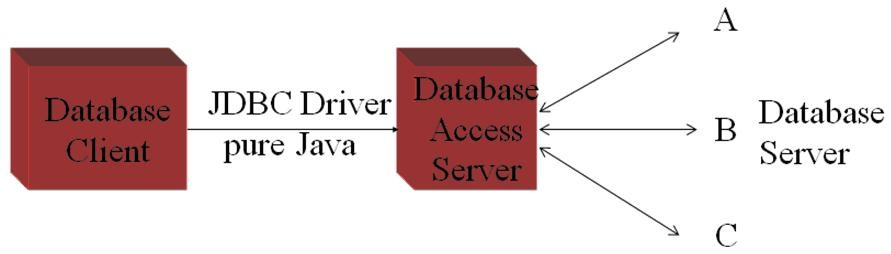 Database
Client
JDBC Driver
pure Java
Database
Access
Server
A
B
C
Database
Server